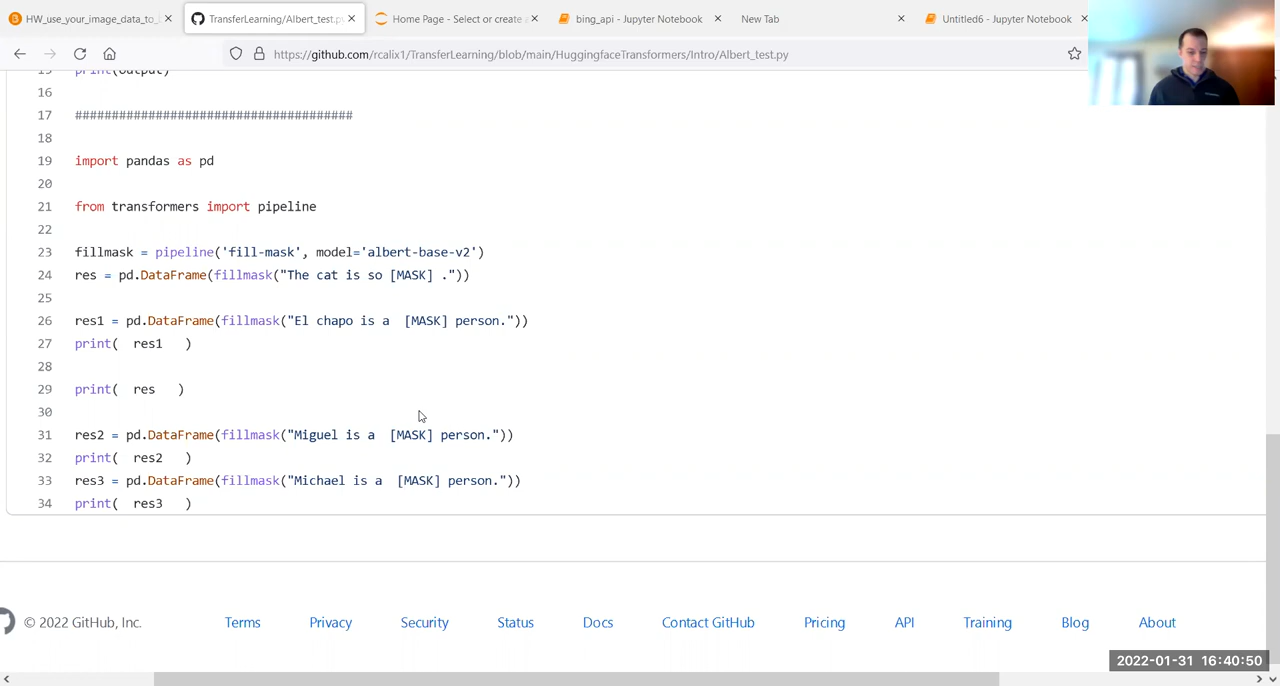 HW_use_your_image_data_to_
TransferLearning/Albert_test.py
Home Page - Select or create a
bing_api - Jupyter Notebook
New Tab
Untitled6 - Jupyter Notebook
https://github.com/rcalix1/TransferLearning/blob/main/HuggingfaceTransformers/Intro/Albert_test.py
15 print(output)
16
17 ######################################
18
19 import pandas as pd
20
21 from transformers import pipeline
22
23 fillmask = pipeline('fill-mask', model='albert-base-v2')
24 res = pd.DataFrame(fillmask("The cat is so [MASK] ."))
25
26 res1 = pd.DataFrame(fillmask("El chapo is a  [MASK] person."))
27 print(  res1   )
28
29 print(  res   )
30
31 res2 = pd.DataFrame(fillmask("Miguel is a  [MASK] person."))
32 print(  res2   )
33 res3 = pd.DataFrame(fillmask("Michael is a  [MASK] person."))
34 print(  res3   )
© 2022 GitHub, Inc. Terms Privacy Security Status Docs Contact GitHub Pricing API Training Blog About
2022-01-31 16:40:50